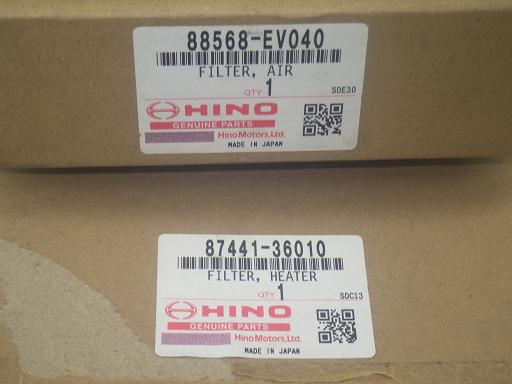 88568-EV040
FILTER, AIR
QTY 1 SDE30
HINO
GENUINE PARTS
Hino Motors, Ltd.
MADE IN JAPAN
87441-36010
FILTER, HEATER
QTY 1 SDC13
HINO
GENUINE PARTS
Hino Motors, Ltd.
MADE IN JAPAN